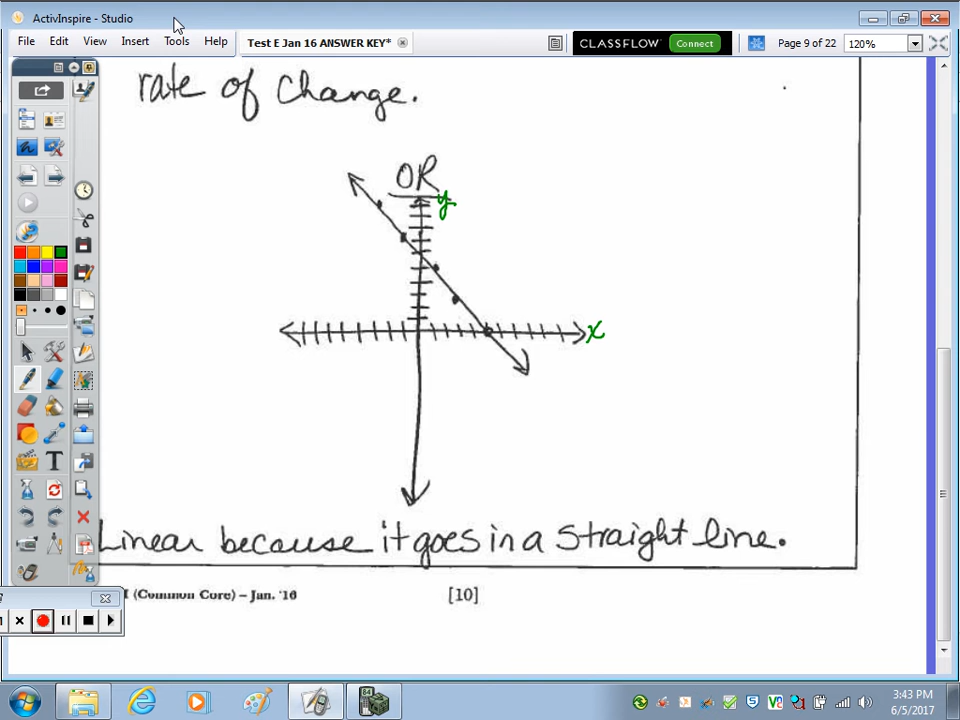 ActivInspire - Studio
File Edit View Insert Tools Help
Test E Jan 16 ANSWER KEY*
CLASSFLOW Connect
Page 9 of 22
120%
rate of change.
OR
y
x
Linear because it goes in a straight line.
I (Common Core) – Jan. '16
[10]
3:43 PM
6/5/2017